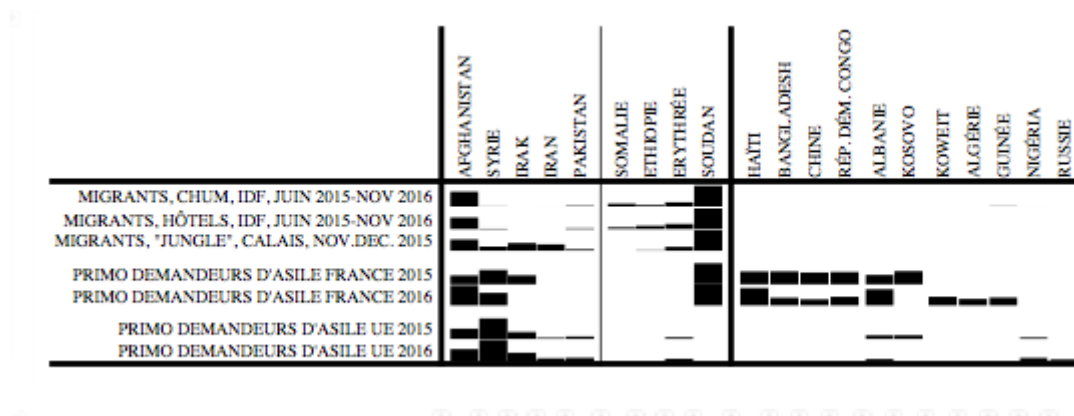 AFGHANISTAN
SYRIE
IRAK
IRAN
PAKISTAN
SOMALIE
ETHIOPIE
ERYTHRÉE
SOUDAN
HAÏTI
BANGLADESH
CHINE
RÉP. DÉM. CONGO
ALBANIE
KOSOVO
KOWEIT
ALGÉRIE
GUINÉE
NIGÉRIA
RUSSIE
MIGRANTS, CHUM, IDF, JUIN 2015-NOV 2016
MIGRANTS, HÔTELS, IDF, JUIN 2015-NOV 2016
MIGRANTS, "JUNGLE", CALAIS, NOV.DEC. 2015
PRIMO DEMANDEURS D'ASILE FRANCE 2015
PRIMO DEMANDEURS D'ASILE FRANCE 2016
PRIMO DEMANDEURS D'ASILE UE 2015
PRIMO DEMANDEURS D'ASILE UE 2016